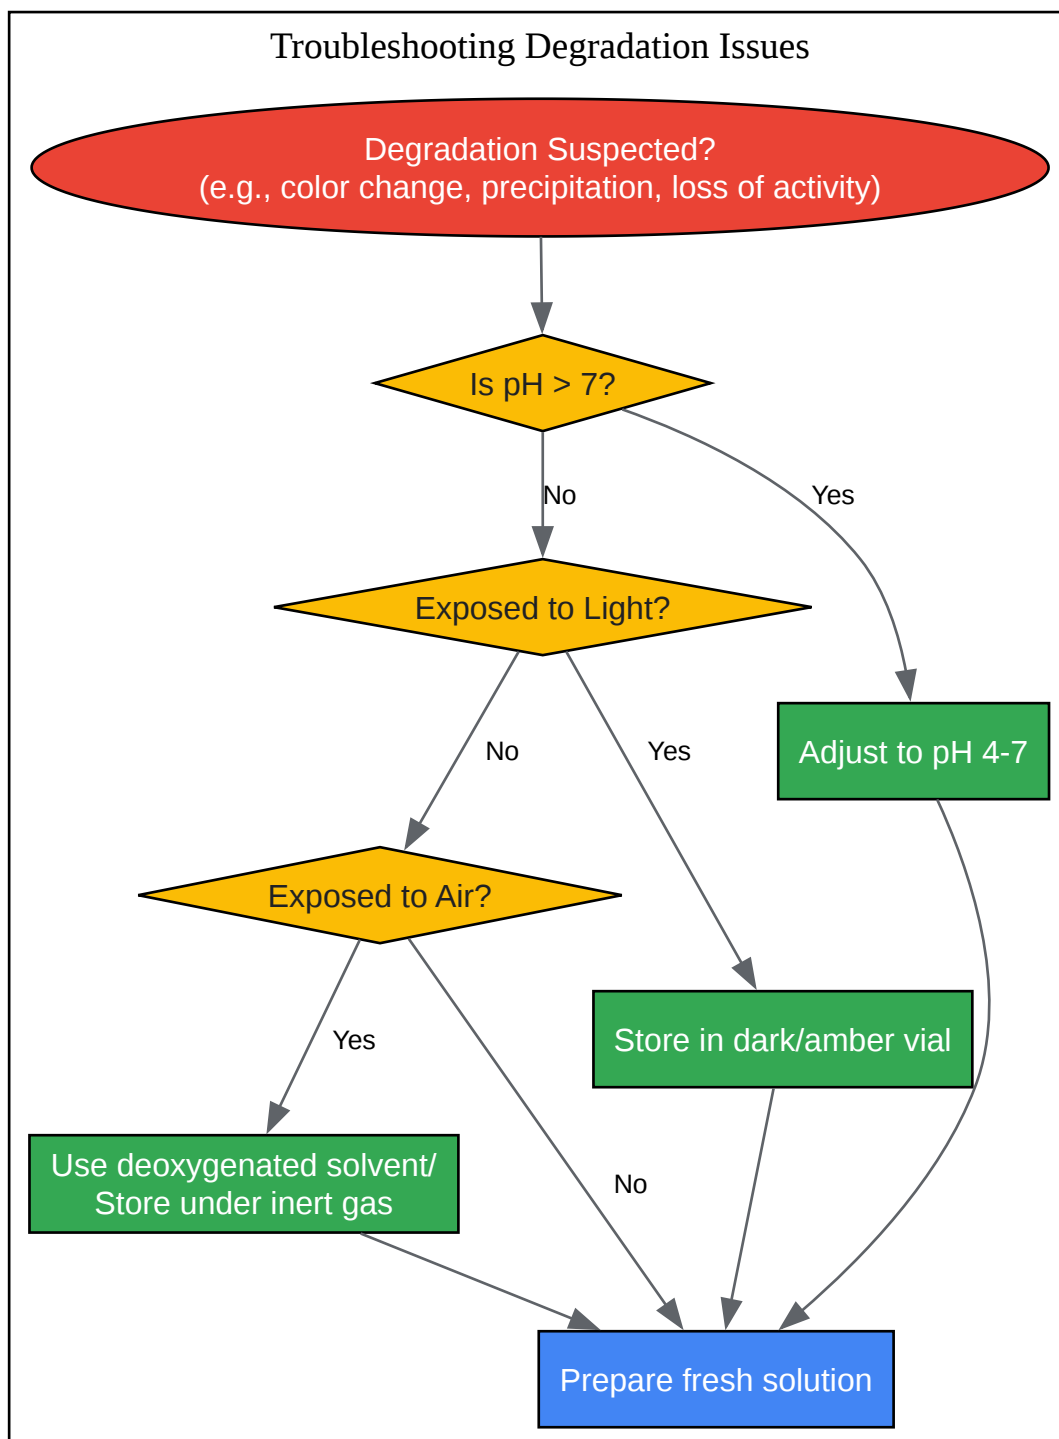 Troubleshooting Degradation Issues
Degradation Suspected?
(e.g., color change, precipitation, loss of activity)
Is pH > 7?
No
Yes
Exposed to Light?
No
Yes
Adjust to pH 4-7
Exposed to Air?
Yes
Store in dark/amber vial
Use deoxygenated solvent/
Store under inert gas
No
Prepare fresh solution